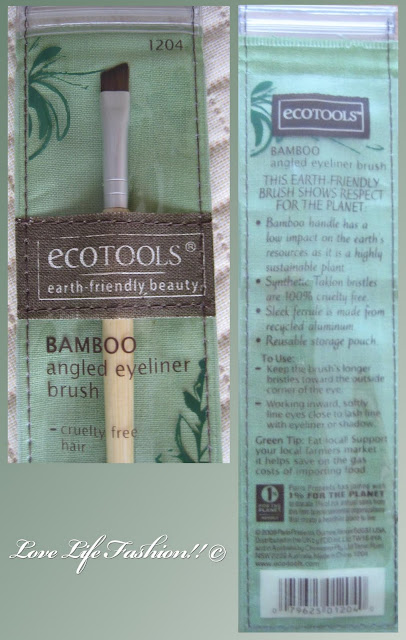 1204
ECOTOOLS®
earth-friendly beauty
BAMBOO
angled eyeliner
brush
- cruelty free
hair
Love Life Fashion!! ©
ECOTOOLS™
BAMBOO
angled eyeliner brush
THIS EARTH-FRIENDLY
BRUSH SHOWS RESPECT
FOR THE PLANET:
• Bamboo handle has a
low impact on the earth's
resources as it is a highly
sustainable plant
• Synthetic Taklon bristles
are 100% cruelty free.
• Sleek ferrule is made from
recycled aluminum
• Reusable storage pouch
To Use:
- Keep the brush's longer
bristles toward the outside
corner of the eye.
- Working inward, softly
line eyes close to lash line
with eyeliner or shadow.
Green Tip: Eat local! Support
your local farmers market -
it helps save on the gas
costs of importing food.
1% FOR THE PLANET
0 79625 01204 0